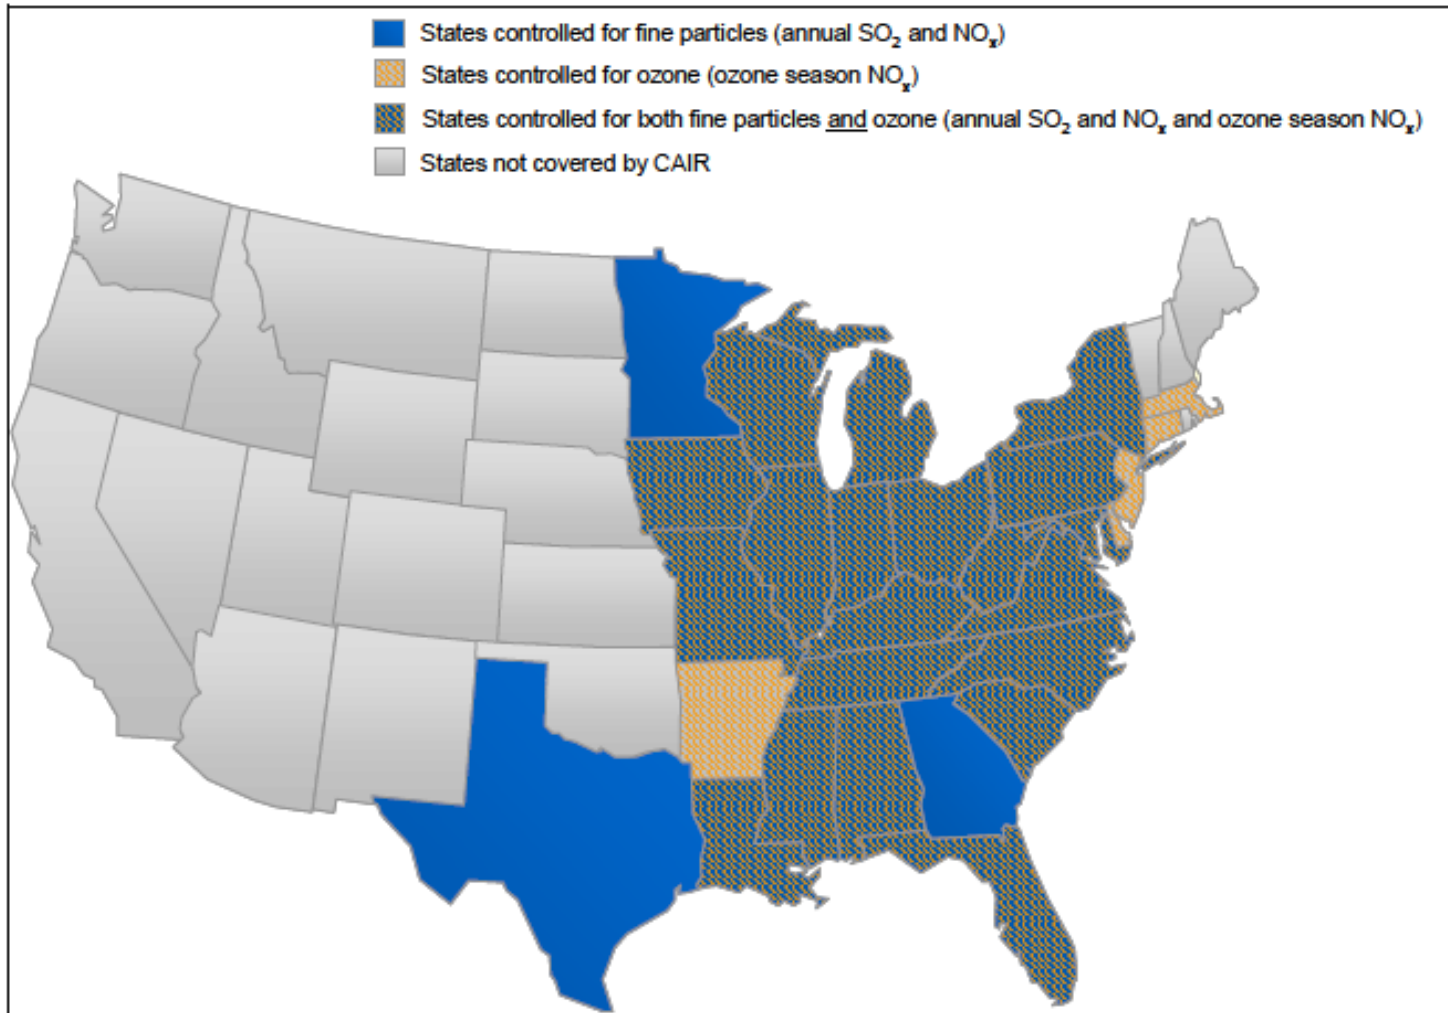 States controlled for fine particles (annual SO₂ and NOₓ)
States controlled for ozone (ozone season NOₓ)
States controlled for both fine particles and ozone (annual SO₂ and NOₓ and ozone season NOₓ)
States not covered by CAIR